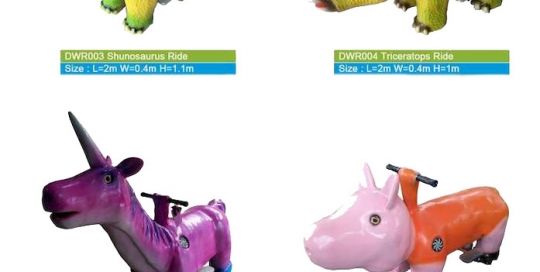 DWR003 Shunosaurus Ride
Size : L=2m W=0.4m H=1.1m
DWR004 Triceratops Ride
Size : L=2m W=0.4m H=1m